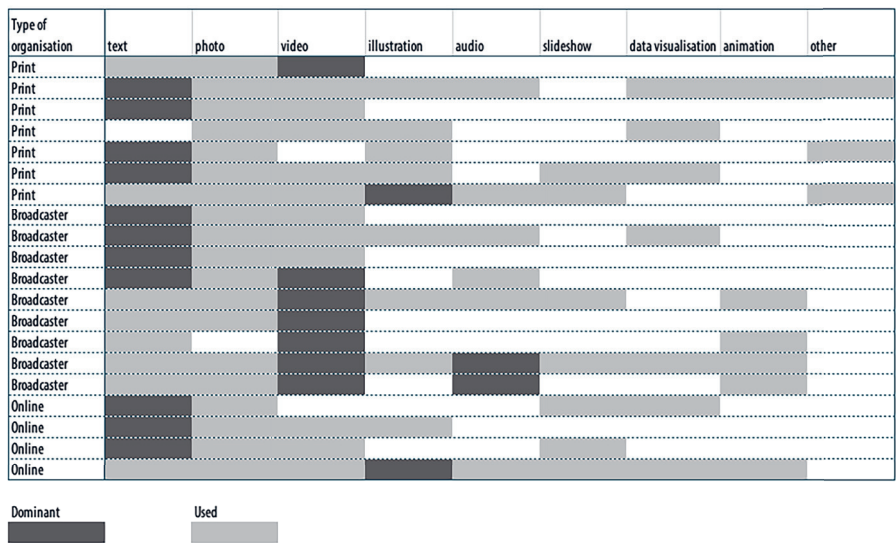 Type of
organisation text photo video illustration audio slideshow data visualisation animation other
Print
Print
Print
Print
Print
Print
Print
Broadcaster
Broadcaster
Broadcaster
Broadcaster
Broadcaster
Broadcaster
Broadcaster
Broadcaster
Broadcaster
Online
Online
Online
Online
Dominant Used